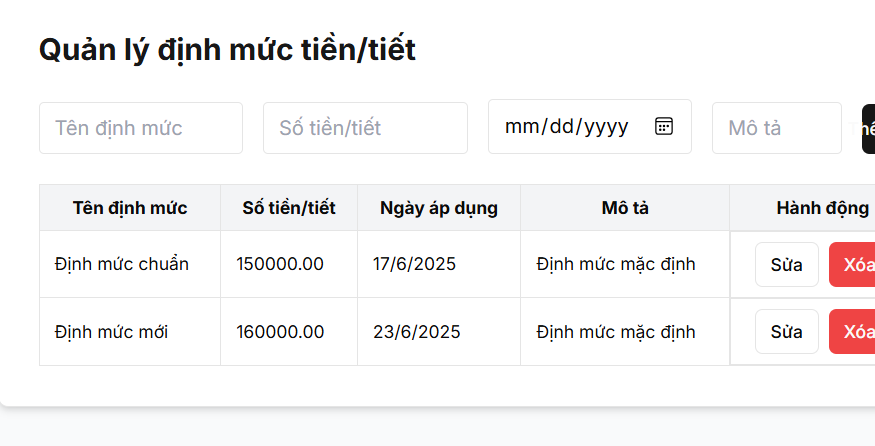 Quản lý định mức tiền/tiết
Tên định mức Số tiền/tiết mm/dd/yyyy Mô tả
Tên định mức Số tiền/tiết Ngày áp dụng Mô tả Hành động
Định mức chuẩn 150000.00 17/6/2025 Định mức mặc định Sửa Xóa
Định mức mới 160000.00 23/6/2025 Định mức mặc định Sửa Xóa